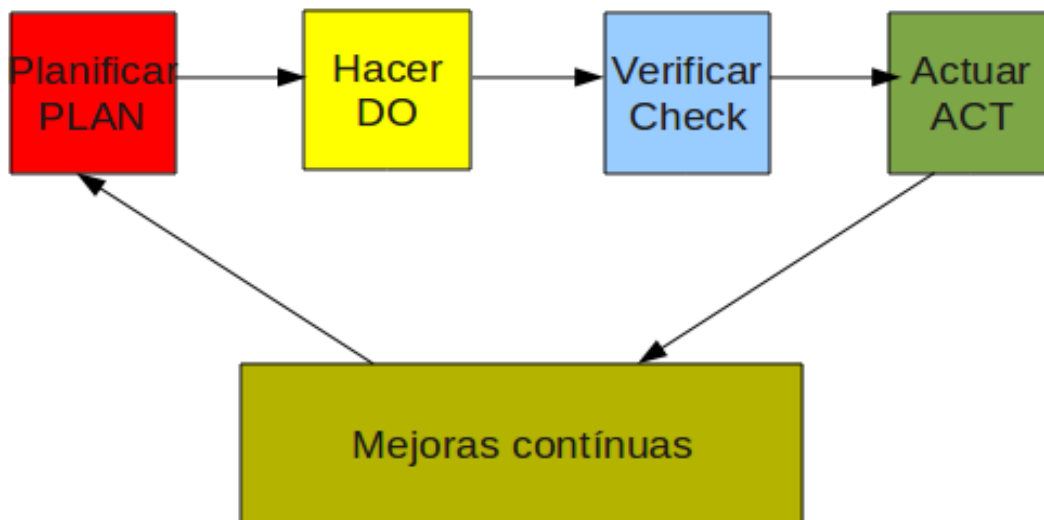 Planificar
PLAN
Hacer
DO
Verificar
Check
Actuar
ACT
Mejoras contínuas